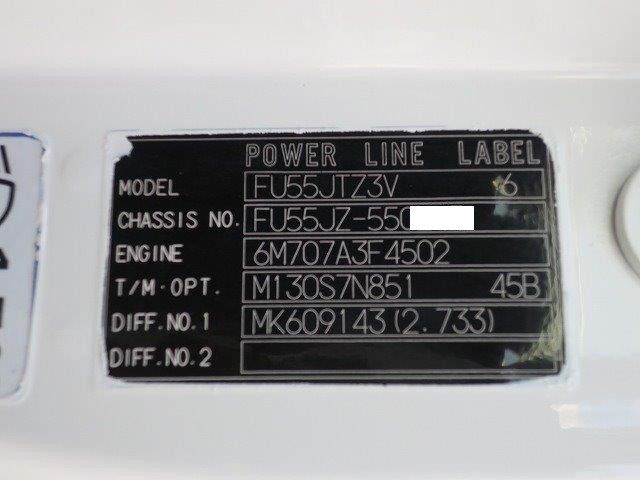 POWER LINE LABEL
MODEL FU55JTZ3V 6
CHASSIS NO. FU55JZ-550
ENGINE 6M707A3F4502
T/M·OPT. M130S7N851 45B
DIFF.NO.1 MK609143(2.733)
DIFF.NO.2